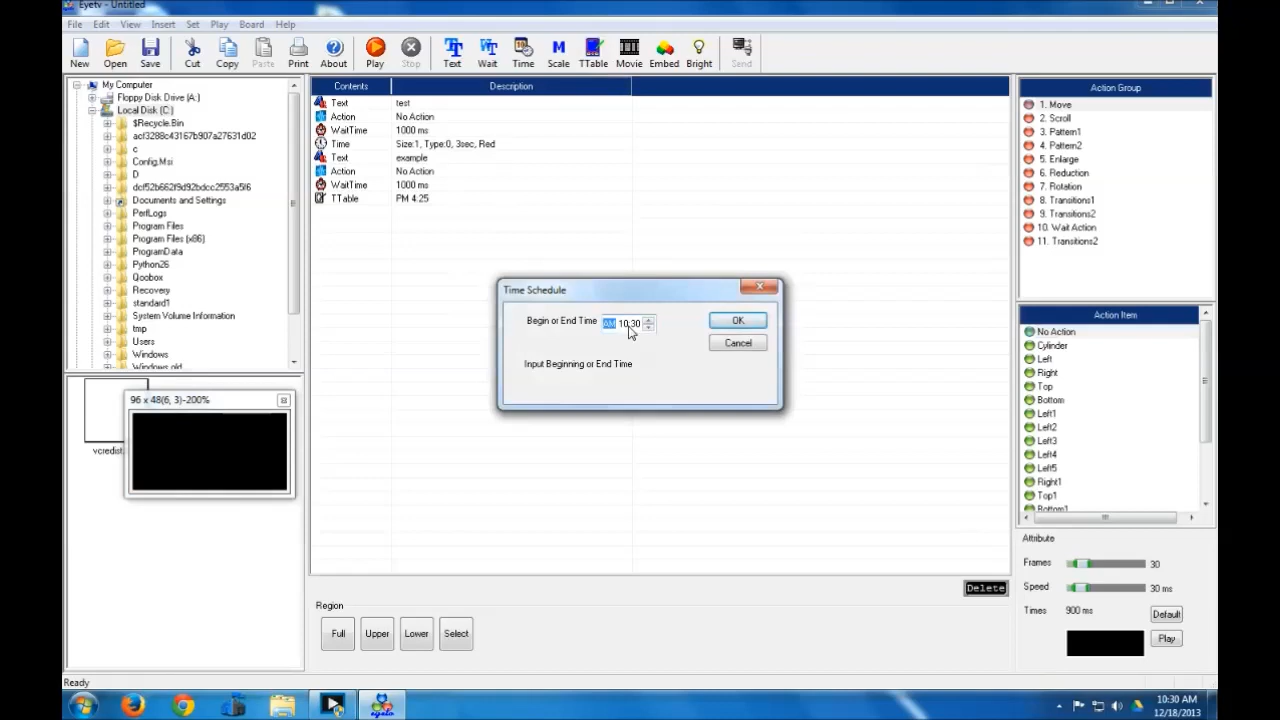 Eyetv - Untitled
File Edit View Insert Set Play Board Help
New Open Save Cut Copy Paste Print About Play Stop Text Wait Time Scale TTable Movie Embed Bright Send
My Computer
Floppy Disk Drive (A:)
Local Disk (C:)
$Recycle.Bin
acf3288c43167b907a27631d02
c
Config.Msi
D
dcf52b662f9d92bdcc2553a5f6
Documents and Settings
PerfLogs
Program Files
Program Files (x86)
ProgramData
Python26
Qoobox
Recovery
standard1
System Volume Information
tmp
Users
Windows
Windows.old
vcredist.
96 x 48(6, 3)-200%
Contents Description
Text test
Action No Action
WaitTime 1000 ms
Time Size:1, Type:0, 3sec, Red
Text example
Action No Action
WaitTime 1000 ms
TTable PM 4:25
Time Schedule
Begin or End Time AM 10:30
OK
Cancel
Input Beginning or End Time
Delete
Region
Full Upper Lower Select
Action Group
1. Move
2. Scroll
3. Pattern1
4. Pattern2
5. Enlarge
6. Reduction
7. Rotation
8. Transitions1
9. Transitions2
10. Wait Action
11. Transitions2
Action Item
No Action
Cylinder
Left
Right
Top
Bottom
Left1
Left2
Left3
Left4
Left5
Right1
Top1
Bottom1
Attribute
Frames 30
Speed 30 ms
Times 900 ms
Default
Play
Ready
10:30 AM
12/18/2013